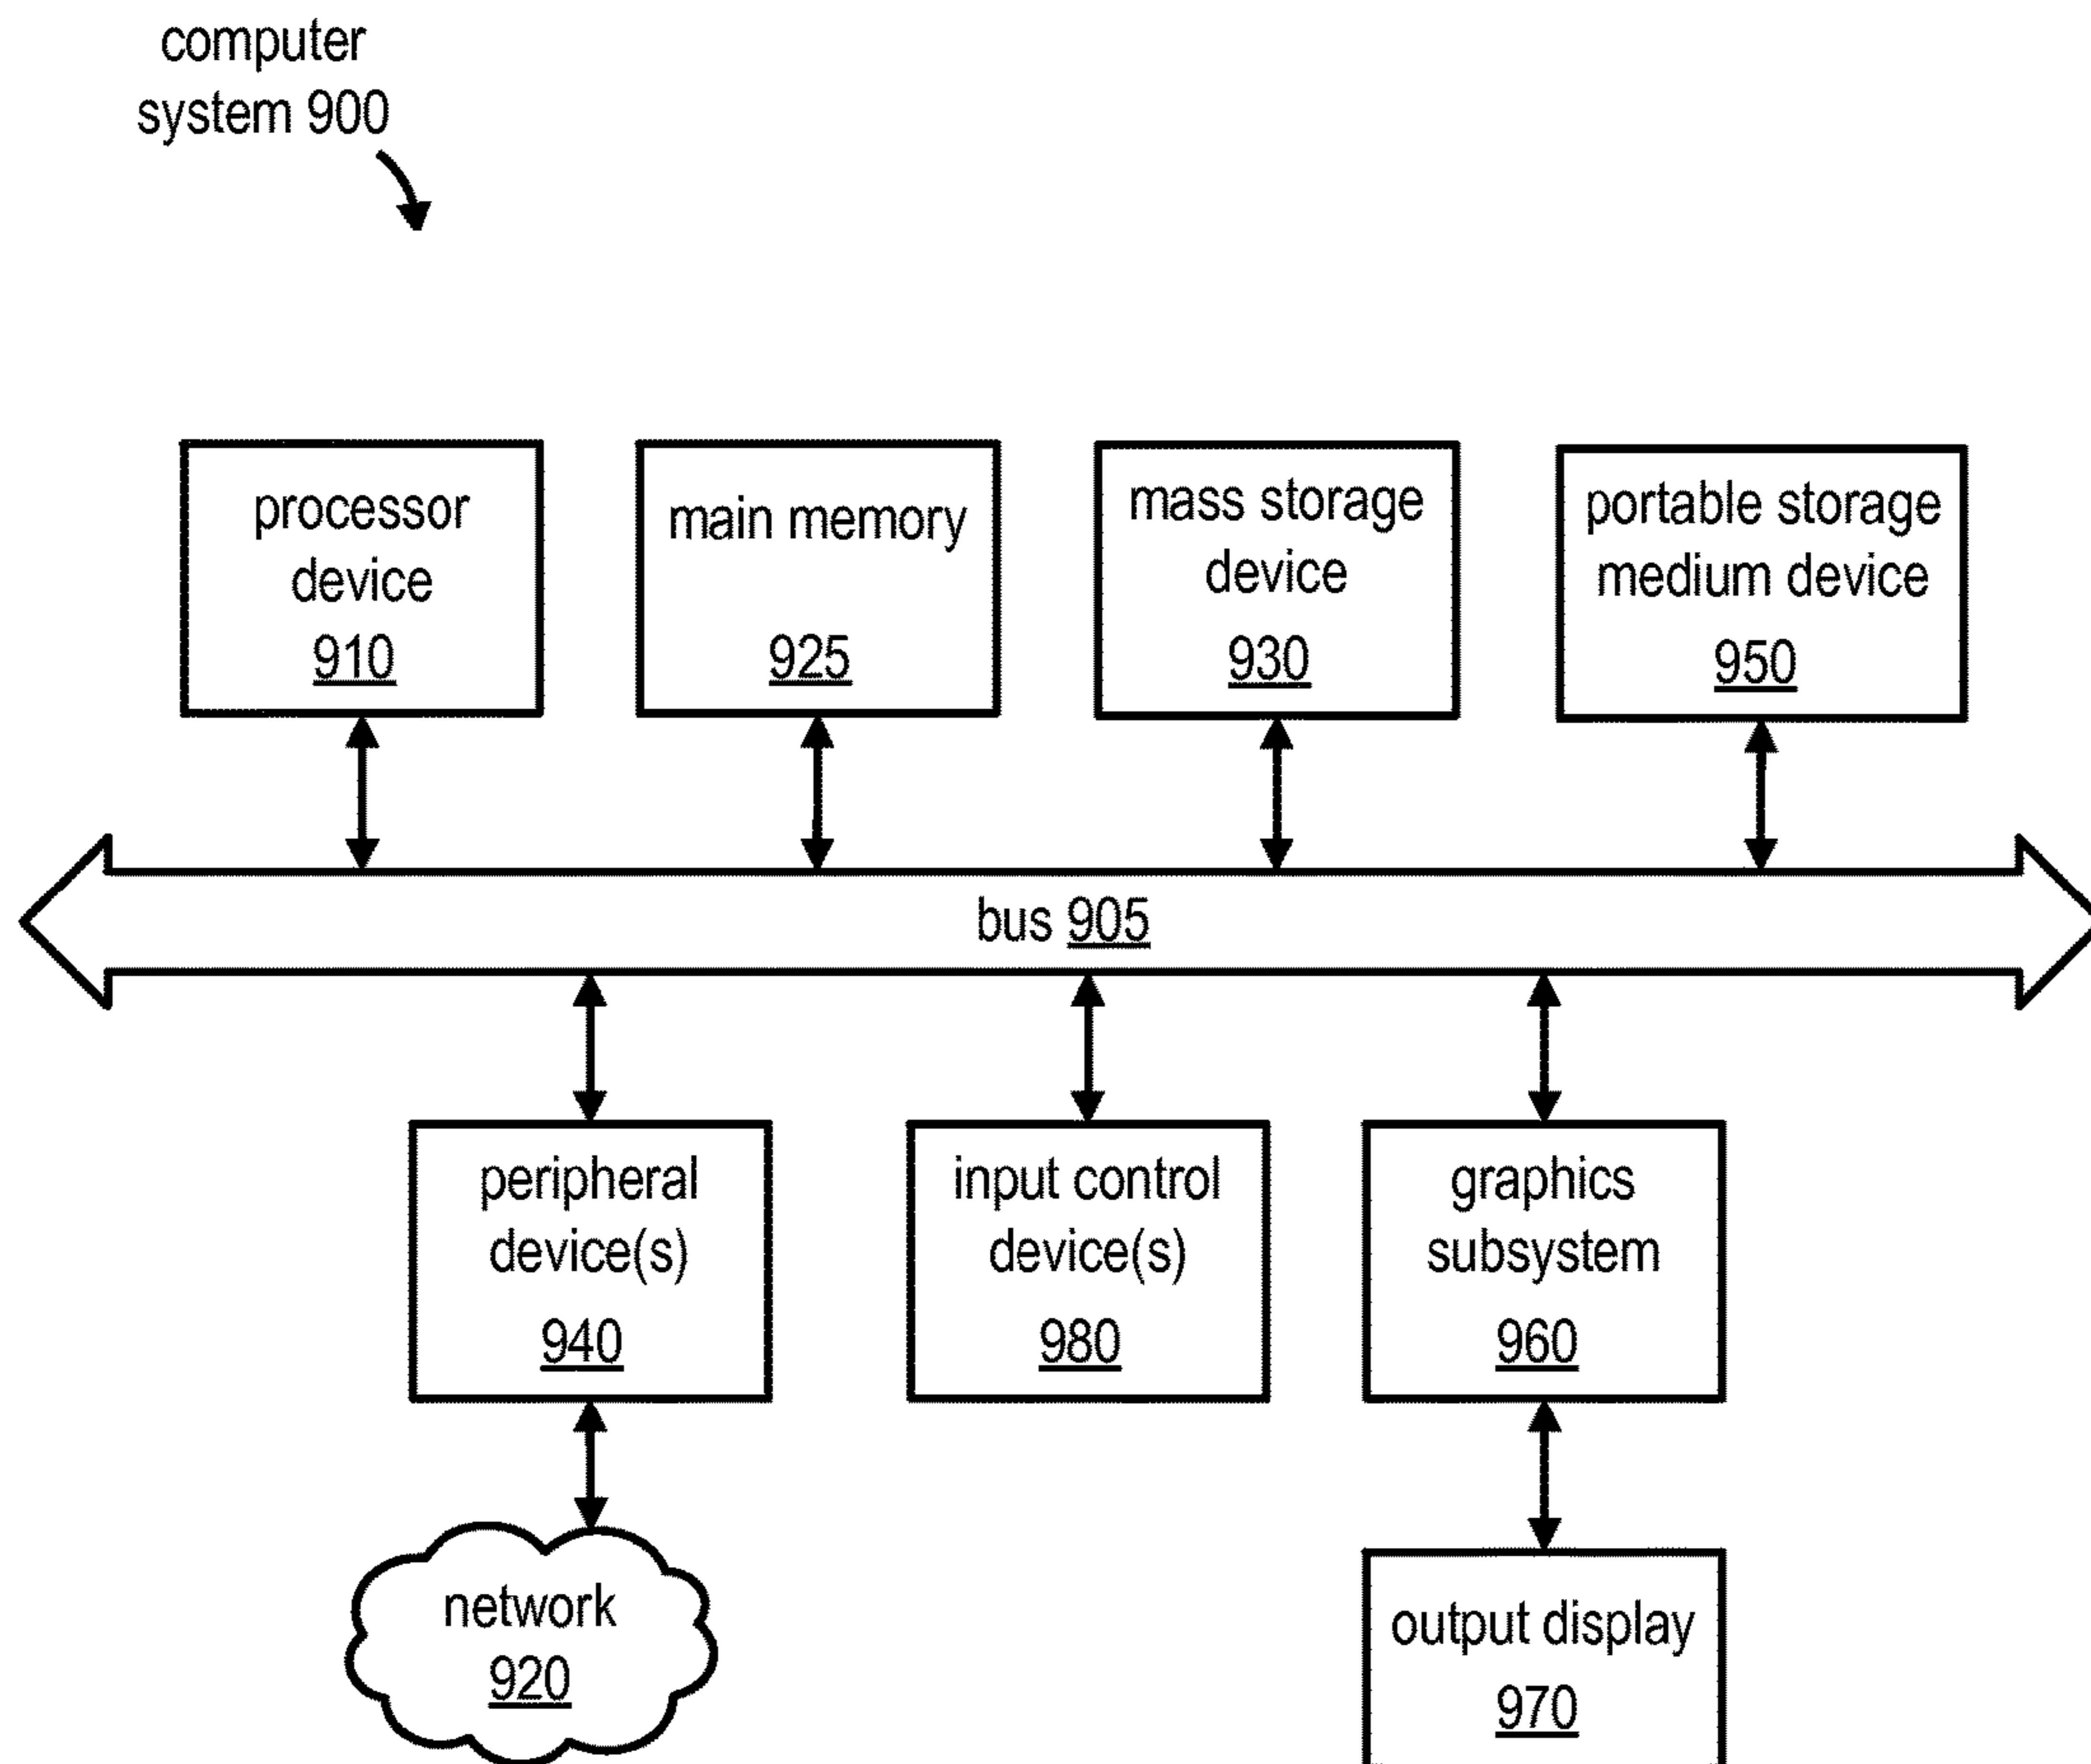 computer
system 900
processor
device
910
main memory
925
mass storage
device
930
portable storage
medium device
950
bus 905
peripheral
device(s)
940
input control
device(s)
980
graphics
subsystem
960
network
920
output display
970